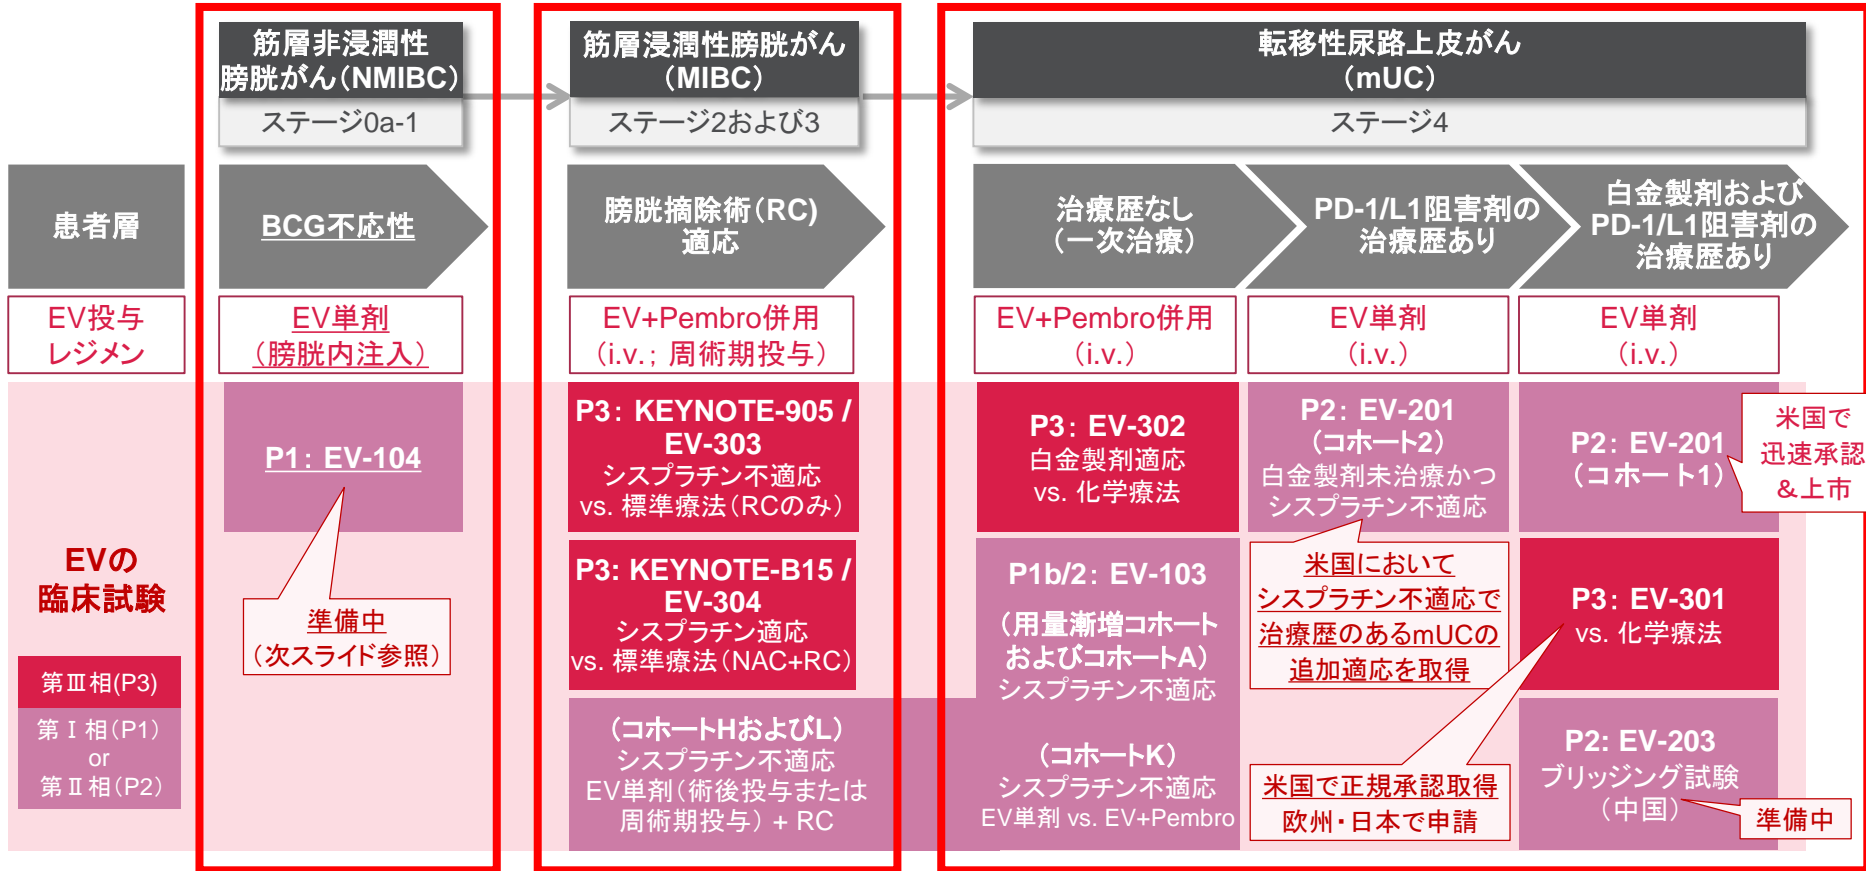 筋層非浸潤性
膀胱がん（NMIBC）
ステージ0a-1
筋層浸潤性膀胱がん
（MIBC）
ステージ2および3
転移性尿路上皮がん
（mUC）
ステージ4
患者層
BCG不応性
膀胱摘除術（RC）
適応
治療歴なし
（一次治療）
PD-1/L1阻害剤の
治療歴あり
白金製剤および
PD-1/L1阻害剤の
治療歴あり
EV投与
レジメン
EV単剤
（膀胱内注入）
EV+Pembro併用
（i.v.；周術期投与）
EV+Pembro併用
（i.v.）
EV単剤
（i.v.）
EV単剤
（i.v.）
EVの
臨床試験
第Ⅲ相(P3)
第Ⅰ相(P1)
or
第Ⅱ相(P2)
P1：EV-104
準備中
（次スライド参照）
P3：KEYNOTE-905 /
EV-303
シスプラチン不適応
vs. 標準療法（RCのみ）
P3: KEYNOTE-B15 /
EV-304
シスプラチン適応
vs. 標準療法（NAC+RC）
（コホートHおよびL）
シスプラチン不適応
EV単剤（術後投与または
周術期投与）+ RC
P3：EV-302
白金製剤適応
vs. 化学療法
P1b/2：EV-103
（用量漸増コホート
およびコホートA）
シスプラチン不適応
（コホートK）
シスプラチン不適応
EV単剤 vs. EV+Pembro
P2：EV-201
（コホート2）
白金製剤未治療かつ
シスプラチン不適応
米国において
シスプラチン不適応で
治療歴のあるmUCの
追加適応を取得
米国で正規承認取得
欧州・日本で申請
P2：EV-201
（コホート1）
米国で
迅速承認
＆上市
P3：EV-301
vs. 化学療法
P2: EV-203
ブリッジング試験
（中国）
準備中